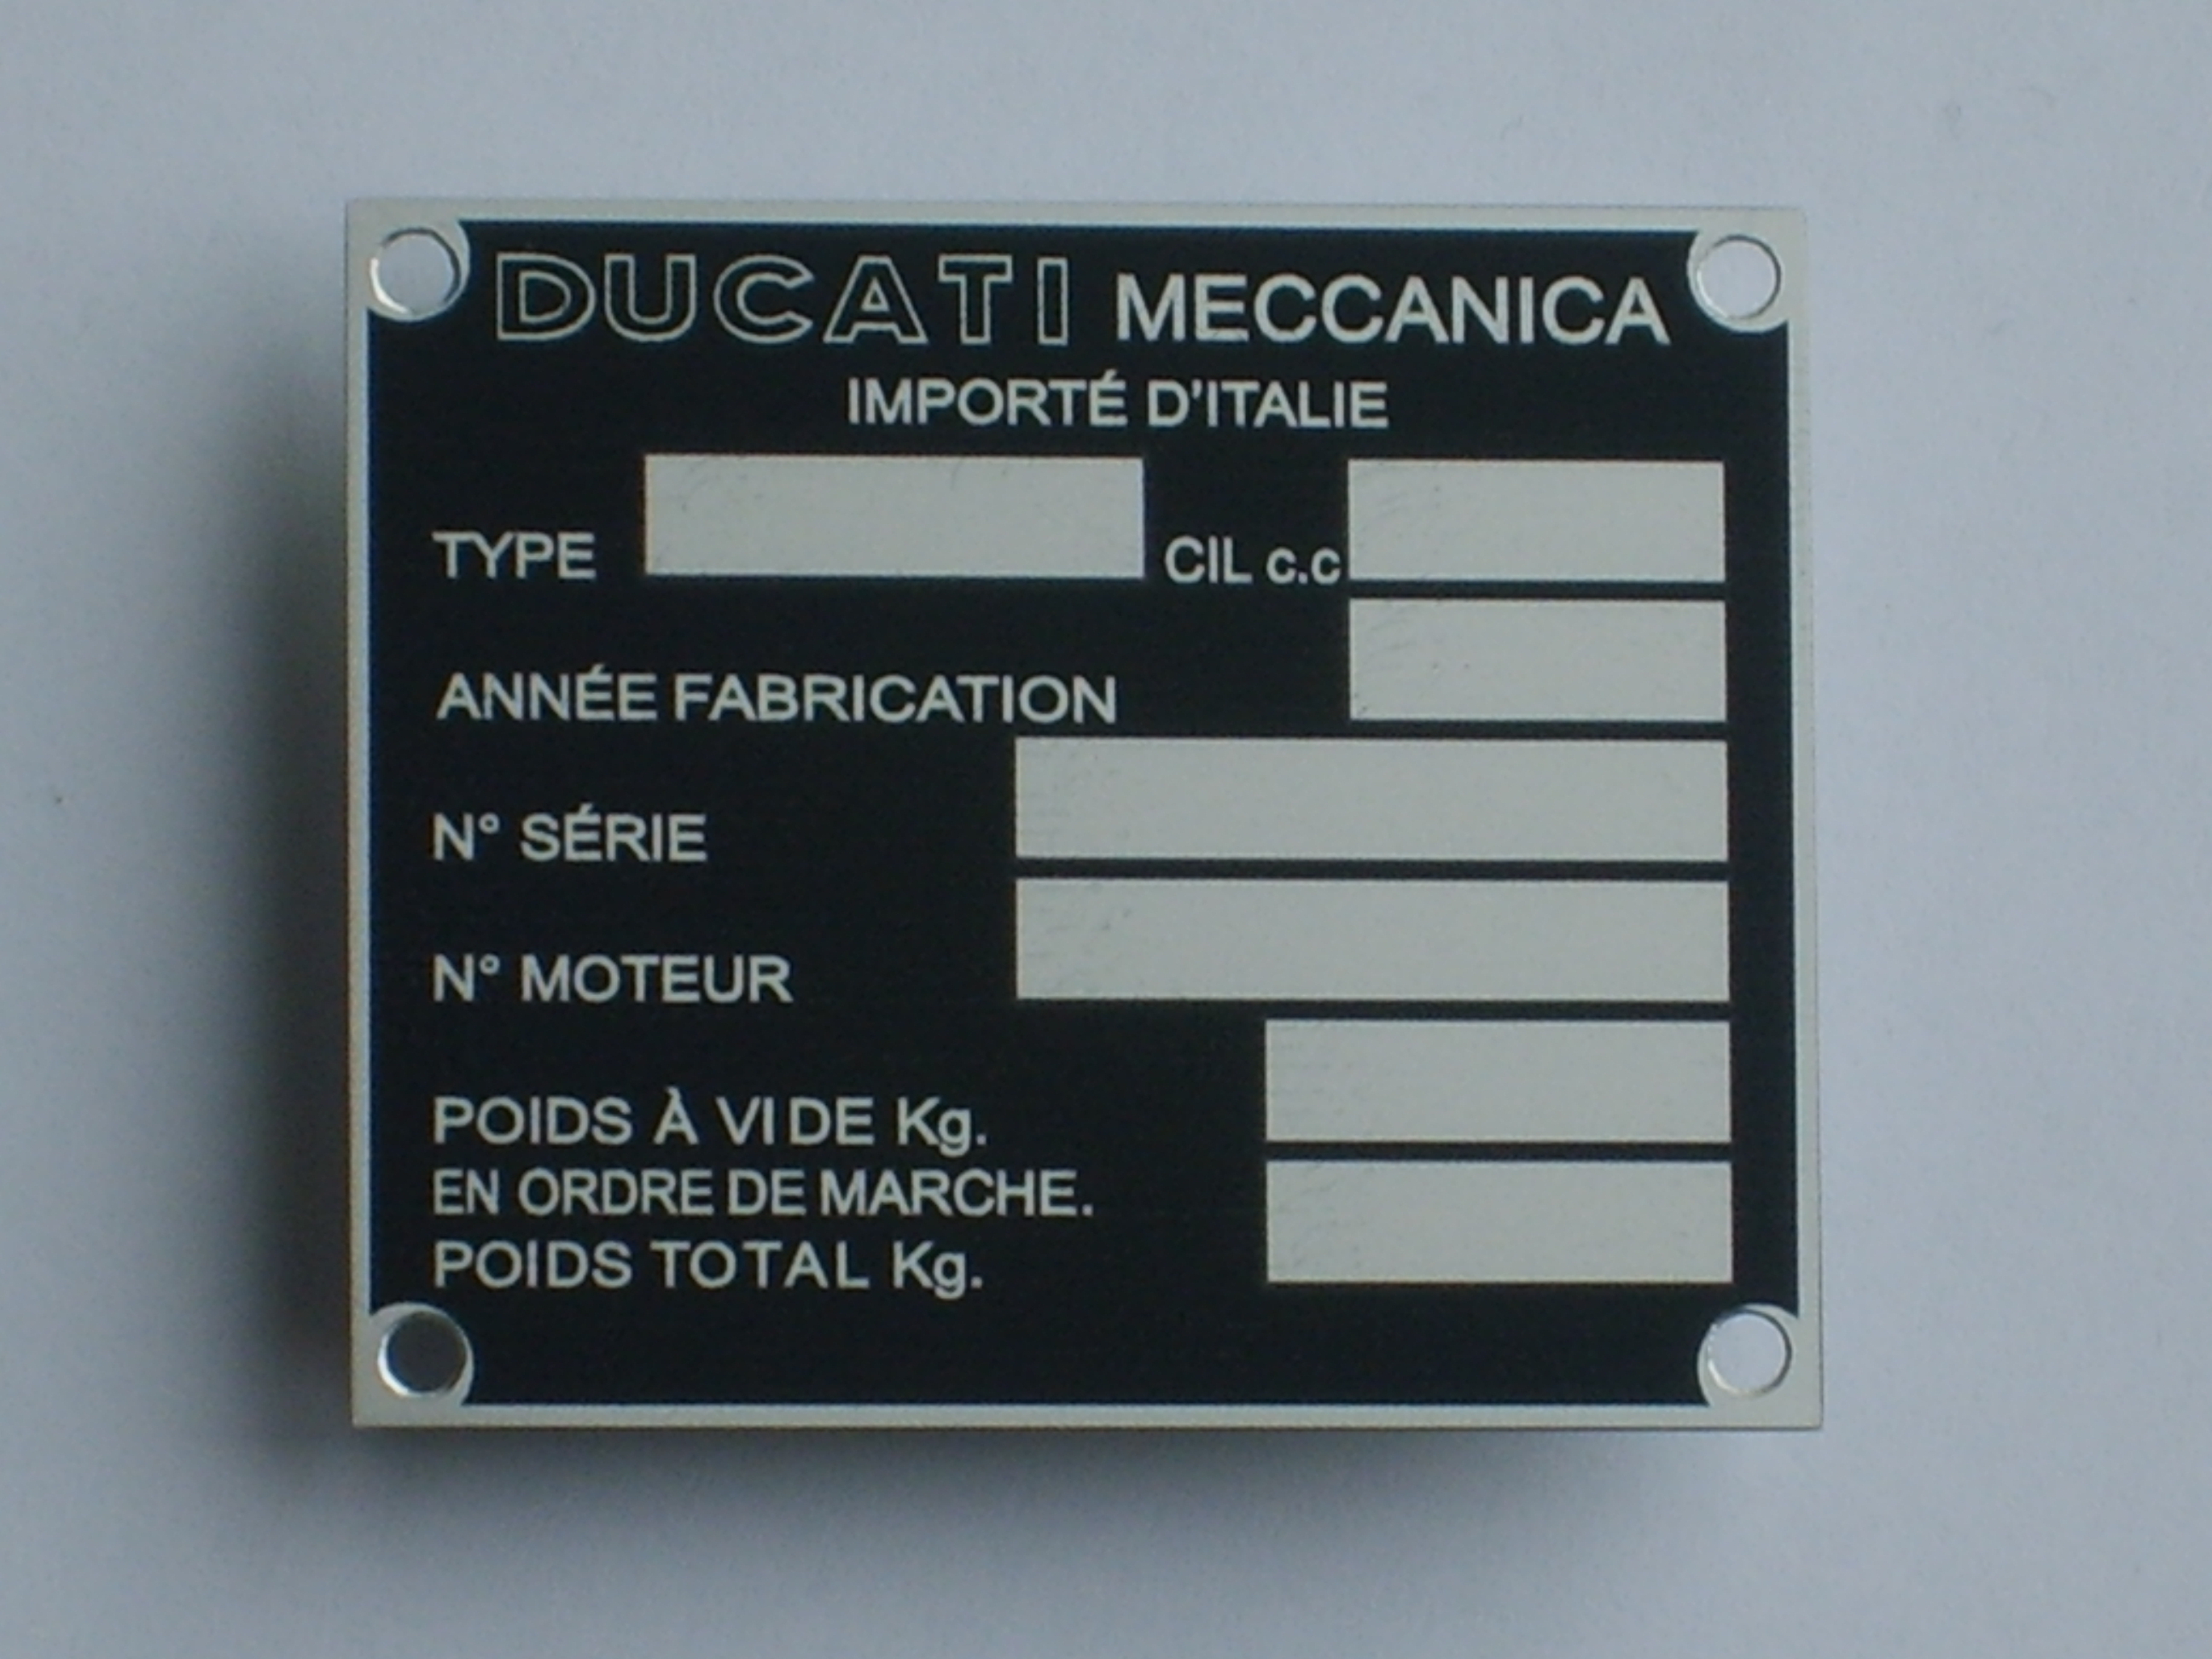 DUCATI MECCANICA
IMPORTÉ D'ITALIE
TYPE CIL c.c
ANNÉE FABRICATION
N° SÉRIE
N° MOTEUR
POIDS À VIDE Kg.
EN ORDRE DE MARCHE.
POIDS TOTAL Kg.